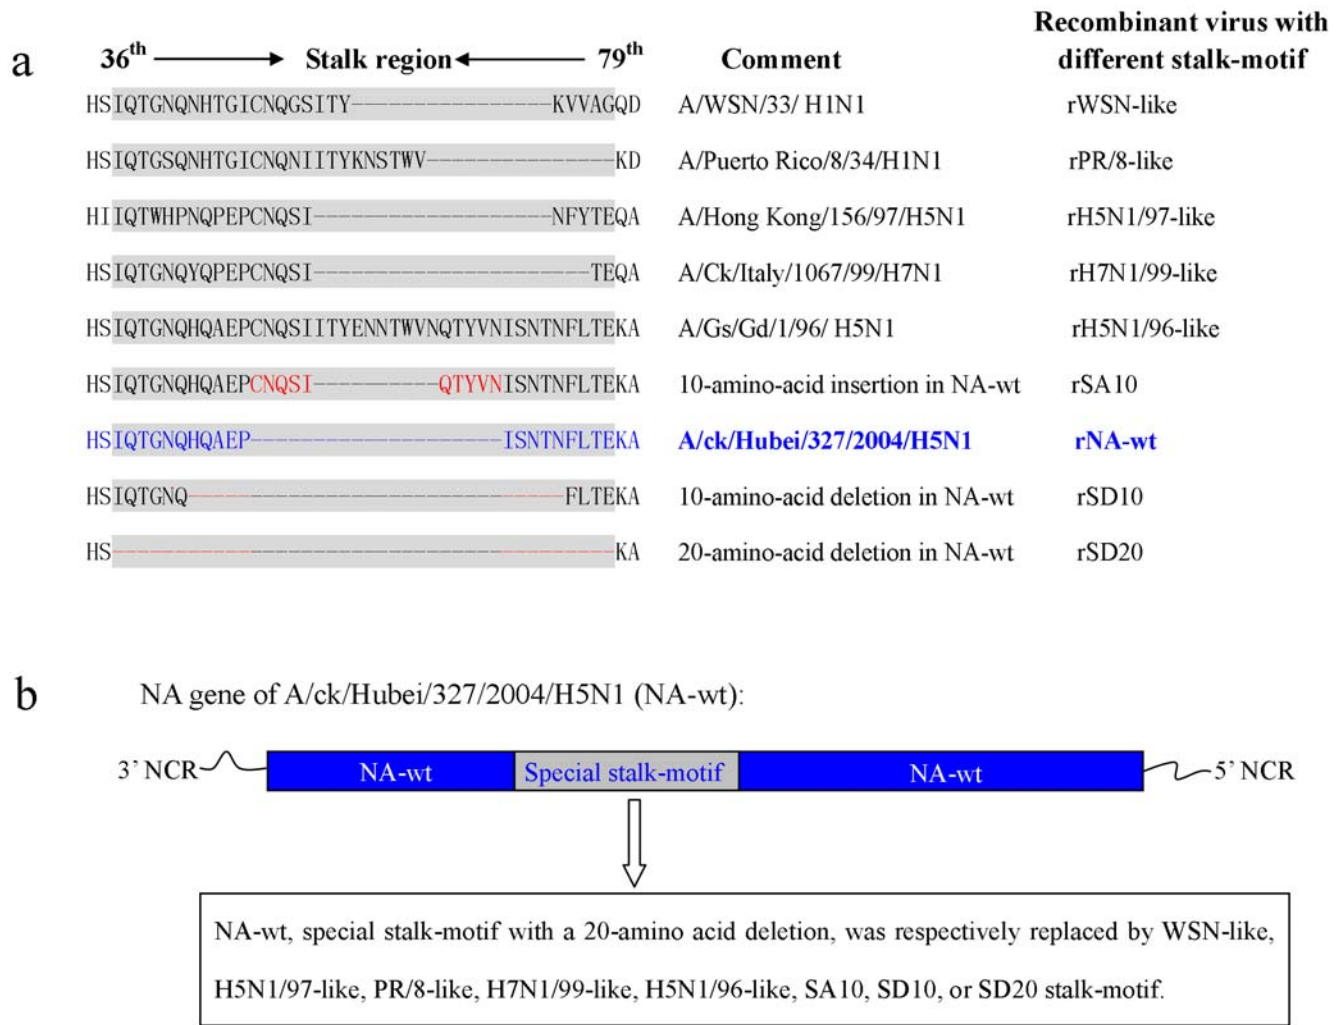 a
36th Stalk region 79th
Comment
Recombinant virus with different stalk-motif
HSIQTGNQNHTGICNQGSITY----------------KVVAGQD A/WSN/33/ H1N1 rWSN-like
HSIQTGSQNHTGICNQNIITYKNSTWV---------------KD A/Puerto Rico/8/34/H1N1 rPR/8-like
HIIQTWHPNQPEPCNQSI-------------------NFYTEQA A/Hong Kong/156/97/H5N1 rH5N1/97-like
HSIQTGNQYQPEPCNQSI----------------------TEQA A/Ck/Italy/1067/99/H7N1 rH7N1/99-like
HSIQTGNQHQAEPCNQSIITYENNTWVNQTYVNISNTNFLTEKA A/Gs/Gd/1/96/ H5N1 rH5N1/96-like
HSIQTGNQHQAEPCNQSI----------QTYVNISNTNFLTEKA 10-amino-acid insertion in NA-wt rSA10
HSIQTGNQHQAEP--------------------ISNTNFLTEKA A/ck/Hubei/327/2004/H5N1 rNA-wt
HSIQTGNQ------------------------------FLTEKA 10-amino-acid deletion in NA-wt rSD10
HS----------------------------------------KA 20-amino-acid deletion in NA-wt rSD20
b
NA gene of A/ck/Hubei/327/2004/H5N1 (NA-wt):
3’ NCR NA-wt Special stalk-motif NA-wt 5’ NCR
NA-wt, special stalk-motif with a 20-amino acid deletion, was respectively replaced by WSN-like,
H5N1/97-like, PR/8-like, H7N1/99-like, H5N1/96-like, SA10, SD10, or SD20 stalk-motif.